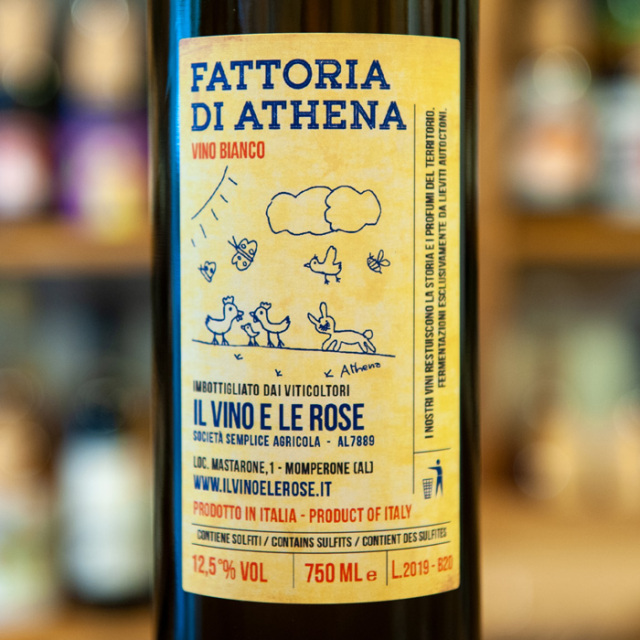 FATTORIA
DI ATHENA
VINO BIANCO
Athena
IMBOTTIGLIATO DAI VITICOLTORI
IL VINO E LE ROSE
SOCIETÀ SEMPLICE AGRICOLA - AL7889
LOC. MASTARONE,1 - MOMPERONE (AL)
WWW.ILVINOELEROSE.IT
PRODOTTO IN ITALIA - PRODUCT OF ITALY
CONTIENE SOLFITI / CONTAINS SULFITS / CONTIENT DES SULFITES
12,5°% VOL
750 ML e
L.2019 - B20
I NOSTRI VINI RESTUISCONO LA STORIA E I PROFUMI DEL TERRITORIO.
FERMENTAZIONI ESCLUSIVAMENTE DA LIEVITI AUTOCTONI.